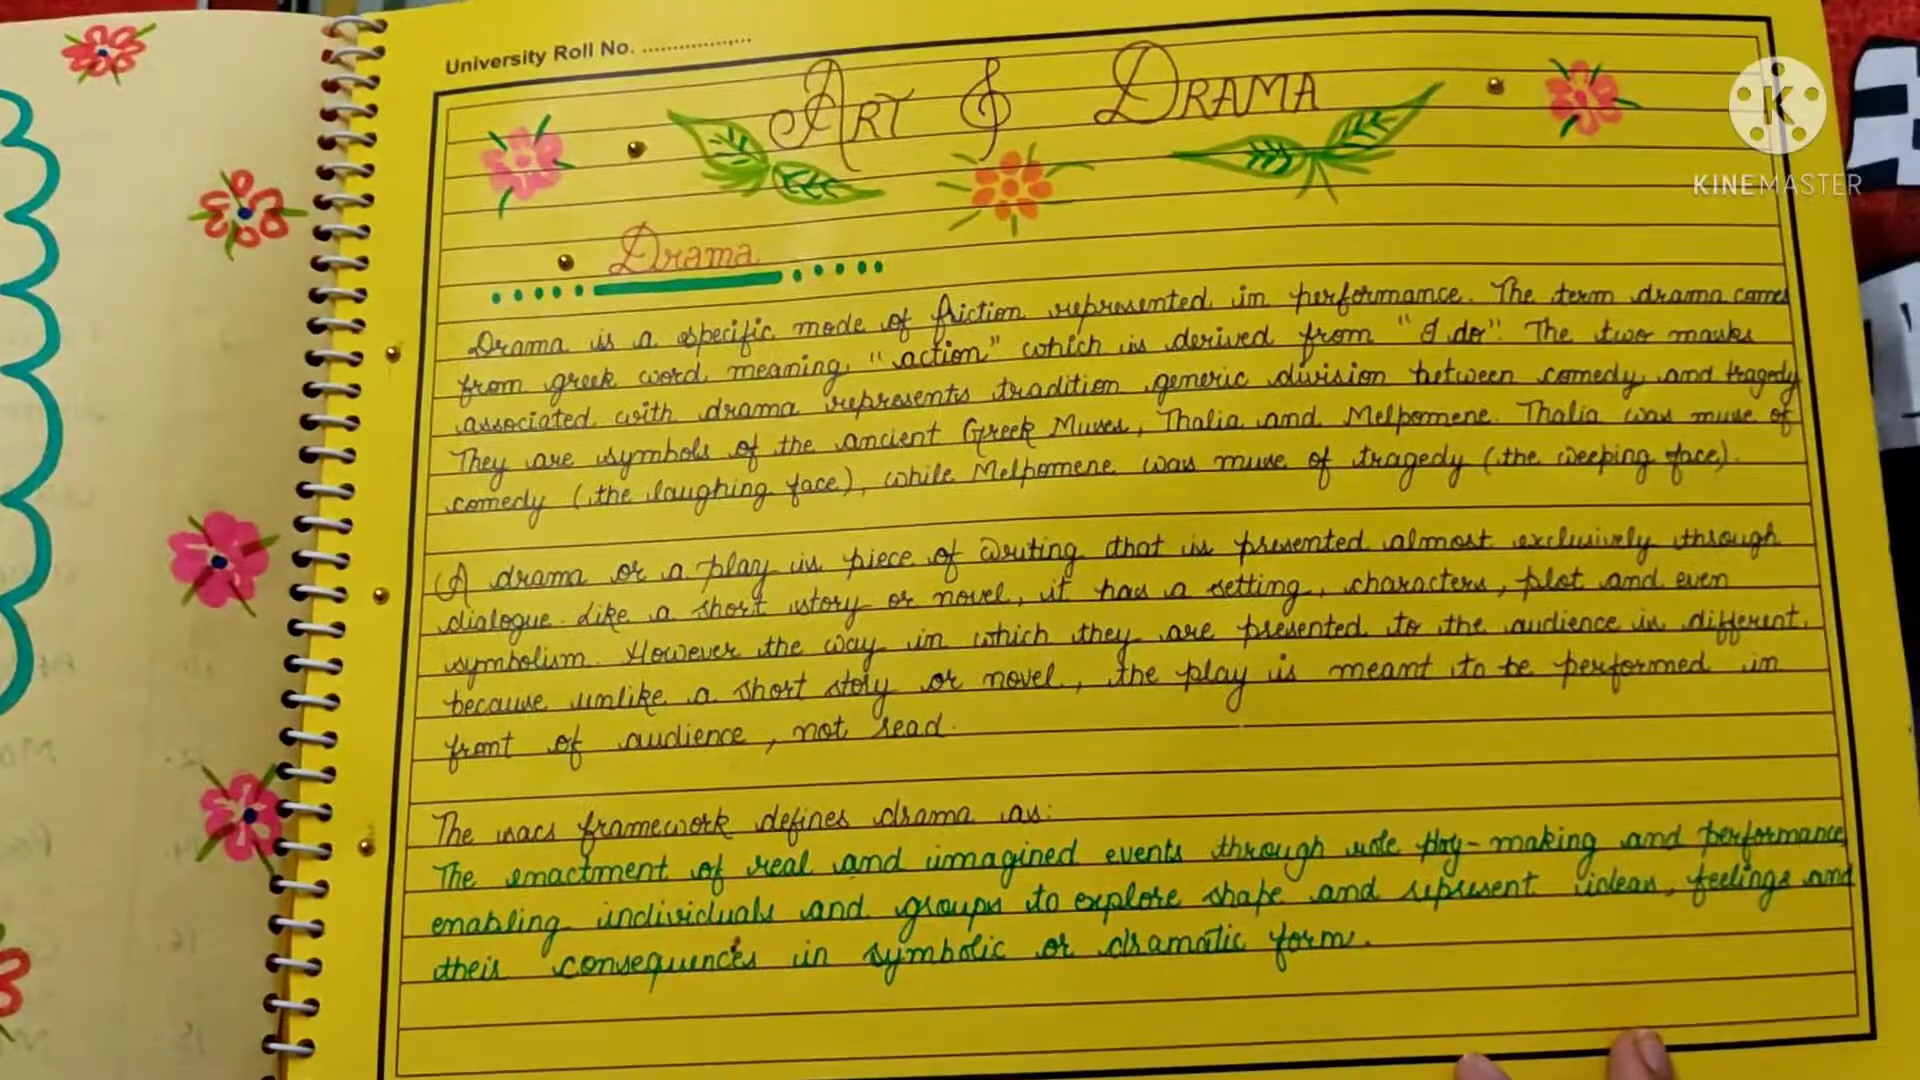 University Roll No. ..............
ART & DRAMA
K
KINEMASTER
Drama
Drama is a specific mode of friction represented in performance. The term drama comes
from greek word meaning "action" which is derived from "I do". The two masks
associated with drama represents tradition generic division between comedy and tragedy
They are symbols of the ancient Greek Muses, Thalia and Melpomene. Thalia was muse of
comedy (the laughing face), while Melpomene was muse of tragedy (the weeping face).
A drama or a play is piece of writing that is presented almost exclusively through
dialogue. Like a short story or novel, it has a setting, characters, plot and even
symbolism. However the way in which they are presented to the audience is different,
because unlike a short story or novel, the play is meant to be performed in
front of audience, not read.
The sacs framework defines drama as:
The enactment of real and imagined events through role play-making and performance
enabling individuals and groups to explore shape and represent ideas, feelings and
their consequences in symbolic or dramatic form.